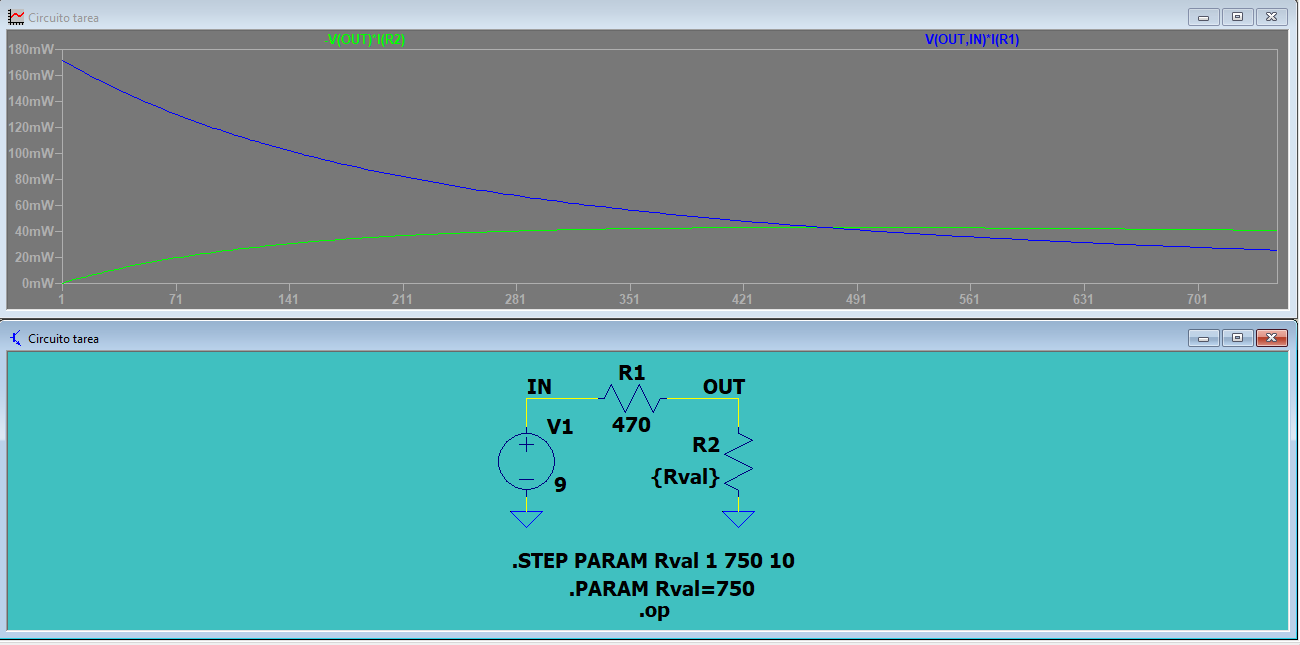 Circuito tarea
-V(OUT)*I(R2) V(OUT,IN)*I(R1)
180mW
160mW
140mW
120mW
100mW
80mW
60mW
40mW
20mW
0mW
1 71 141 211 281 351 421 491 561 631 701
Circuito tarea
R1
IN OUT
470
V1
R2
{Rval}
9
.STEP PARAM Rval 1 750 10
.PARAM Rval=750
.op